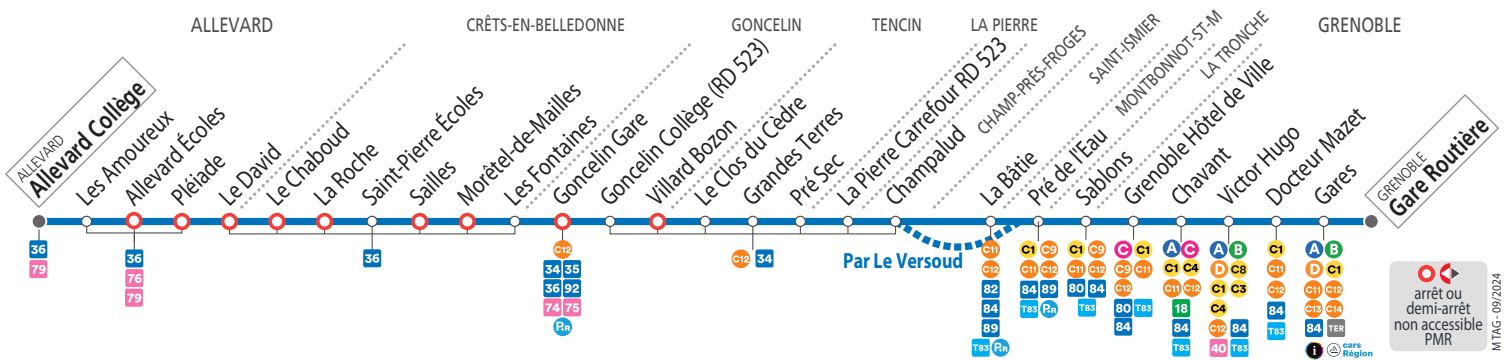 ALLEVARD
CRÊTS-EN-BELLEDONNE
GONCELIN
TENCIN
LA PIERRE
CHAMP-PRÈS-FROGES
SAINT-ISMIER
MONTBONNOT-ST-M
LA TRONCHE
GRENOBLE
ALLEVARD
Allevard Collège
Les Amoureux
Allevard Écoles
Pléiade
Le David
Le Chaboud
La Roche
Saint-Pierre Écoles
Sailles
Morêtel-de-Mailles
Les Fontaines
Goncelin Gare
Goncelin Collège (RD 523)
Villard Bozon
Le Clos du Cèdre
Grandes Terres
Pré Sec
La Pierre Carrefour RD 523
Champalud
La Bâtie
Pré de l'Eau
Sablons
Grenoble Hôtel de Ville
Chavant
Victor Hugo
Docteur Mazet
Gares
GRENOBLE
Gare Routière
36
79
36
76
79
36
C12
34 35
36 92
74 75
P+R
C12 34
Par Le Versoud
C11
C12
82
84
89
T83 P+R
C1 C9
C11 C12
84 89
T83 P+R
C1 C9
C11 C12
80 84
T83
C C1
C9 C11
C12
80 T83
84
A C
C1 C4
C11 C12
18
84
T83
A B
D C8
C1 C3
C4
C12 84
40 T83
C1
C11
C12
84
T83
A B
D C1
C11 C12
C13 C14
84 TER
i cars Région
arrêt ou
demi-arrêt
non accessible
PMR
M TAG - 09/2024